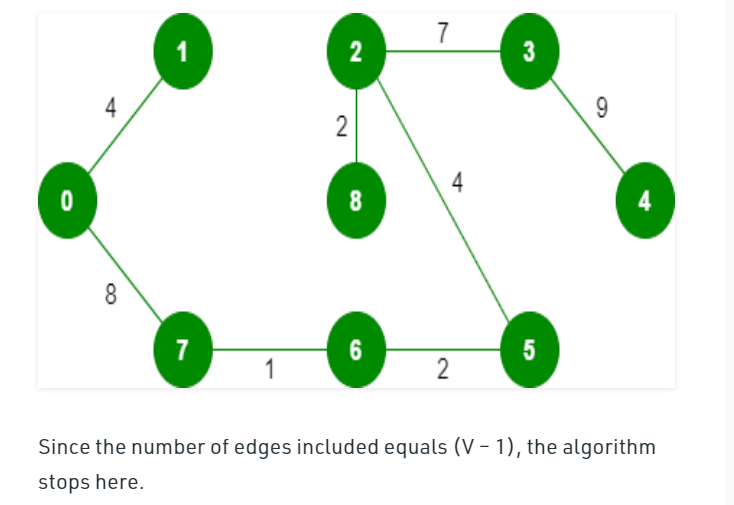 7
1 2 3
4 9
2
4
0 8 4
8
7 6 5
1 2
Since the number of edges included equals (V – 1), the algorithm
stops here.